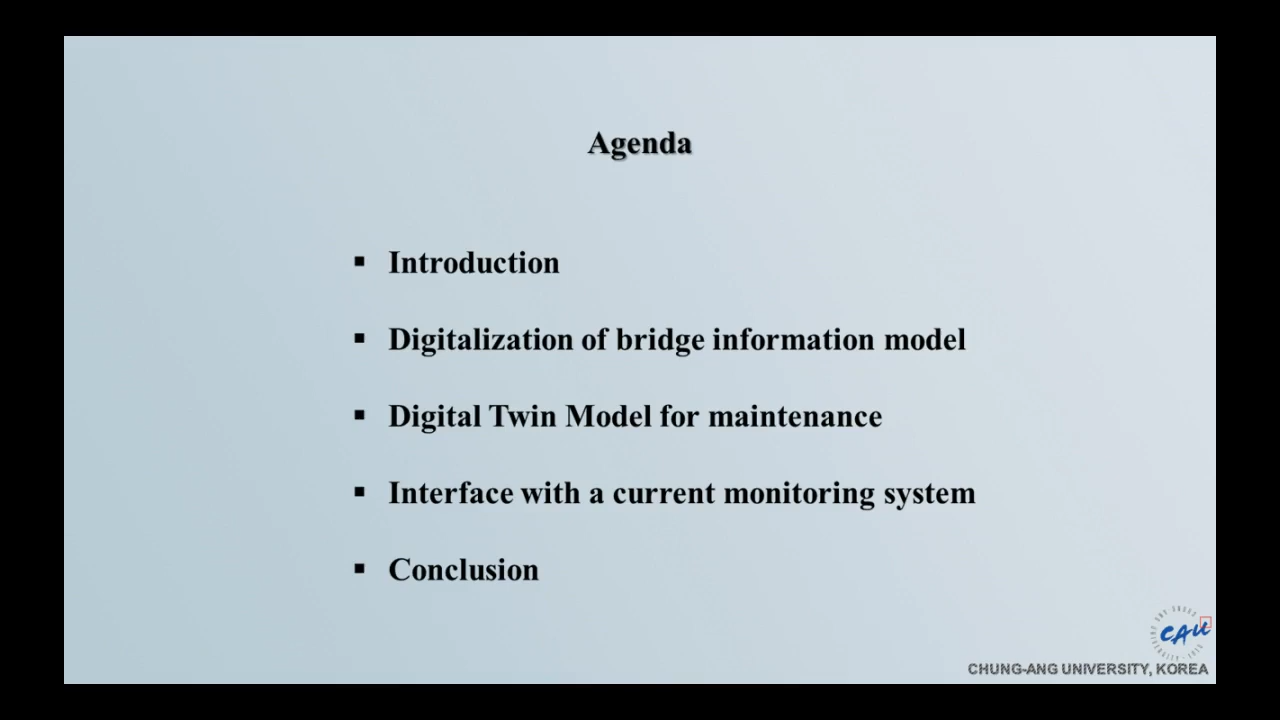 Agenda
▪ Introduction
▪ Digitalization of bridge information model
▪ Digital Twin Model for maintenance
▪ Interface with a current monitoring system
▪ Conclusion
CAU
CHUNG-ANG UNIVERSITY, KOREA